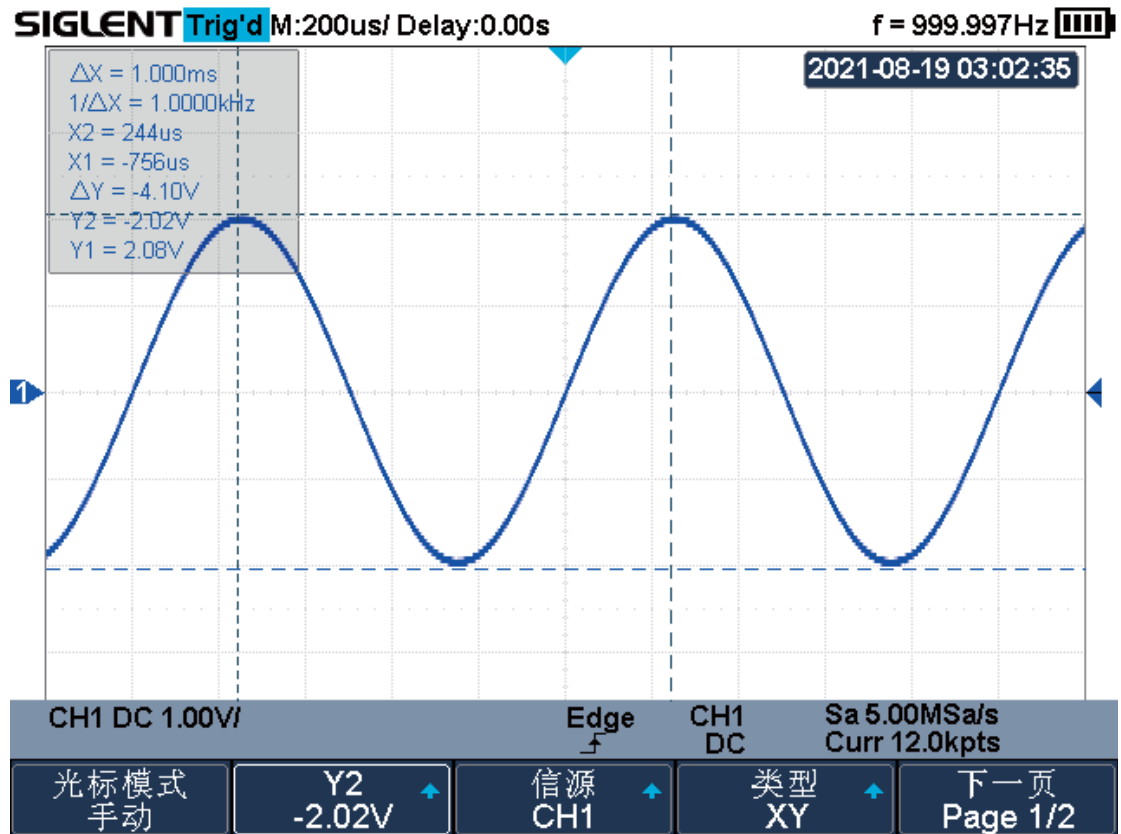 SIGLENT Trig'd M:200us/ Delay:0.00s f = 999.997Hz
2021-08-19 03:02:35
△X = 1.000ms
1/△X = 1.0000kHz
X2 = 244us
X1 = -756us
△Y = -4.10V
Y2 = -2.02V
Y1 = 2.08V
1
CH1 DC 1.00V/ Edge CH1 Sa 5.00MSa/s
DC Curr 12.0kpts
光标模式 Y2 信源 类型 下一页
手动 -2.02V CH1 XY Page 1/2